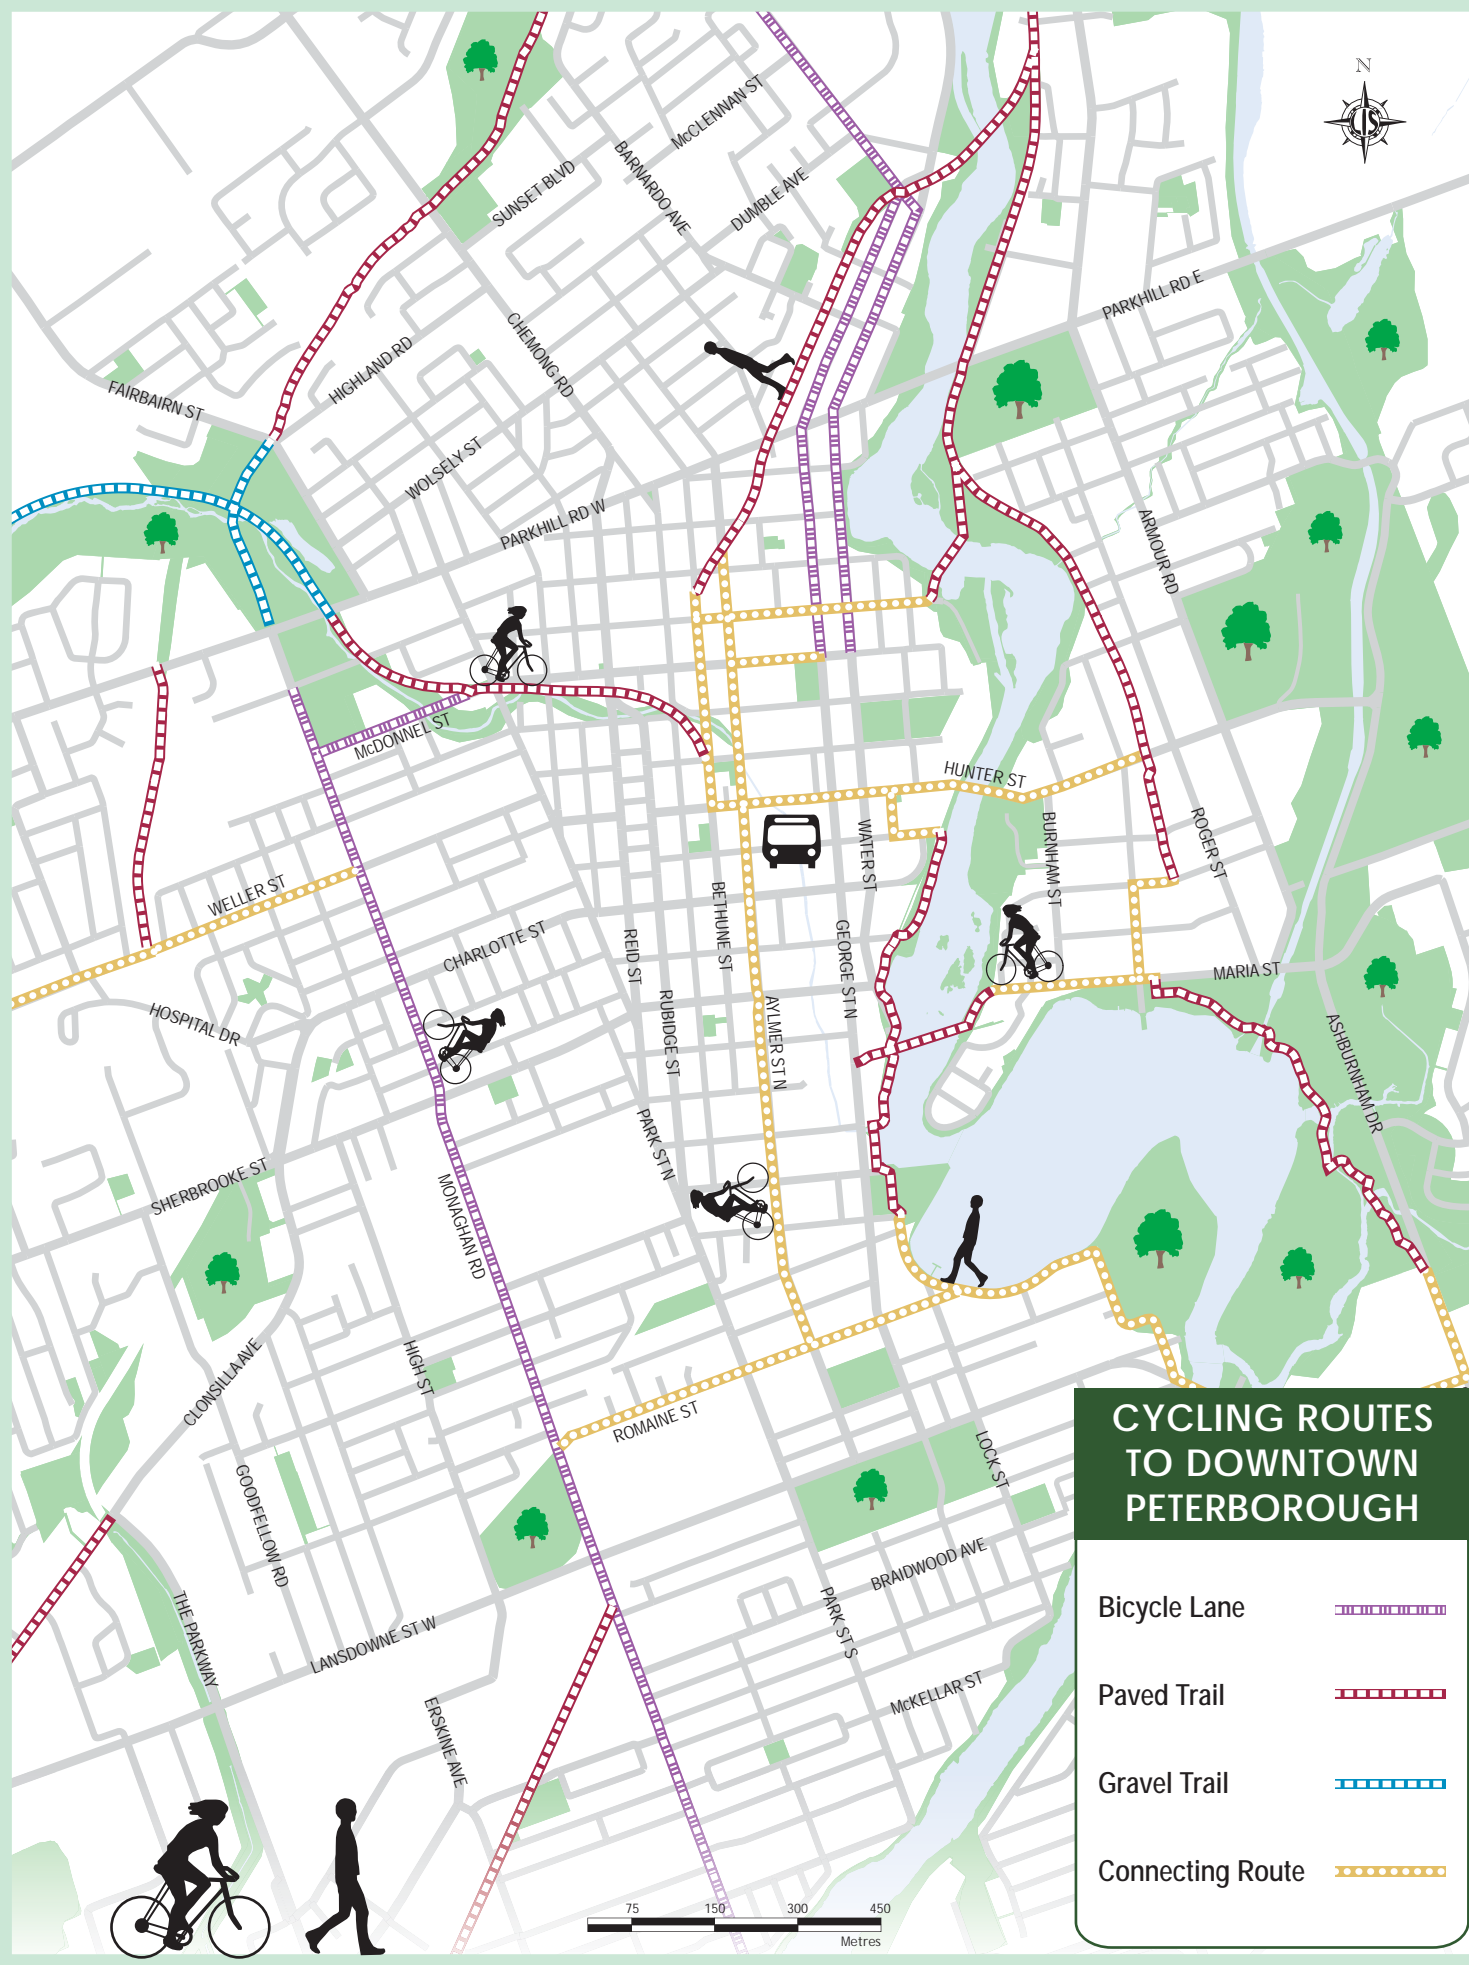 N
CIS
McCLENNAN ST
BARNARDO AVE
SUNSET BLVD
DUMBLE AVE
PARKHILL RD E
CHEMONG RD
HIGHLAND RD
FAIRBAIRN ST
WOLSELY ST
PARKHILL RD W
ARMOUR RD
McDONNEL ST
HUNTER ST
WATER ST
BURNHAM ST
ROGER ST
WELLER ST
BETHUNE ST
CHARLOTTE ST
REID ST
GEORGE ST N
MARIA ST
HOSPITAL DR
RUBIDGE ST
AYLMER ST N
ASHBURNHAM DR
PARK ST N
SHERBROOKE ST
MONAGHAN RD
CLONSILLA AVE
HIGH ST
ROMAINE ST
LOCK ST
GOODFELLOW RD
BRAIDWOOD AVE
THE PARKWAY
PARK ST S
LANSDOWNE ST W
McKELLAR ST
ERSKINE AVE
CYCLING ROUTES
TO DOWNTOWN
PETERBOROUGH
Bicycle Lane
Paved Trail
Gravel Trail
Connecting Route
75 150 300 450
Metres